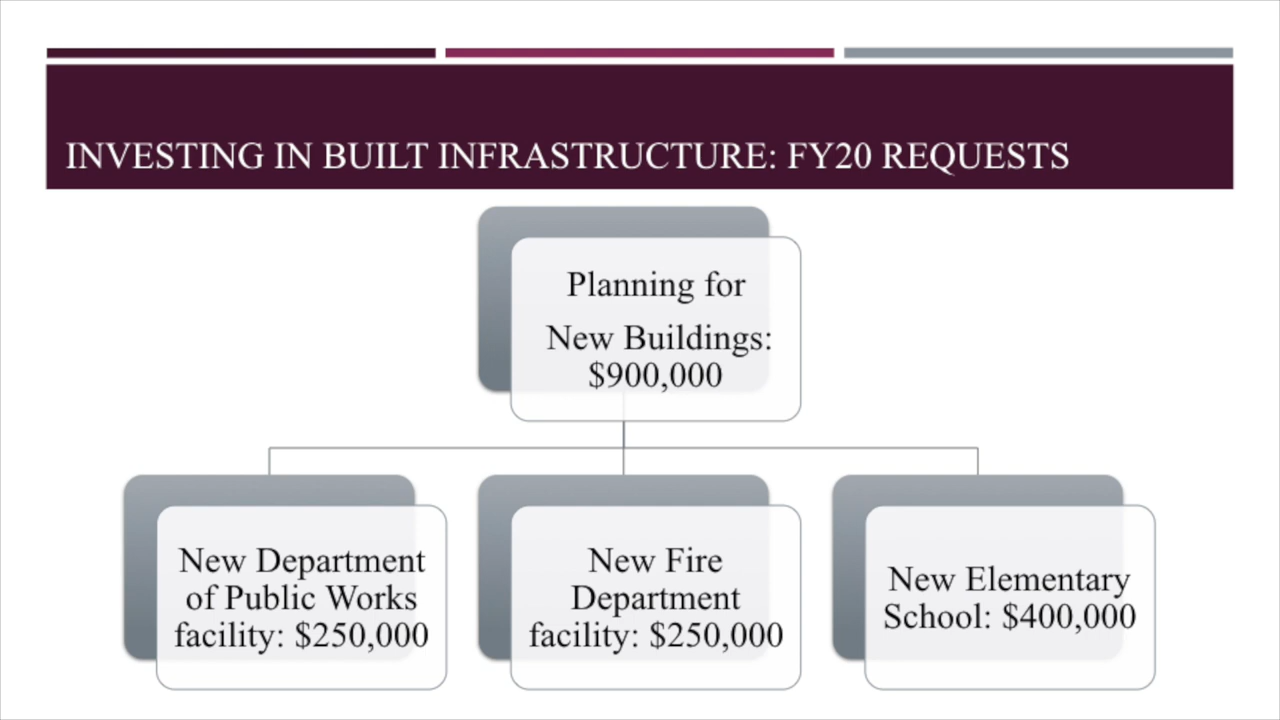 INVESTING IN BUILT INFRASTRUCTURE: FY20 REQUESTS
Planning for
New Buildings:
$900,000
New Department
of Public Works
facility: $250,000
New Fire
Department
facility: $250,000
New Elementary
School: $400,000